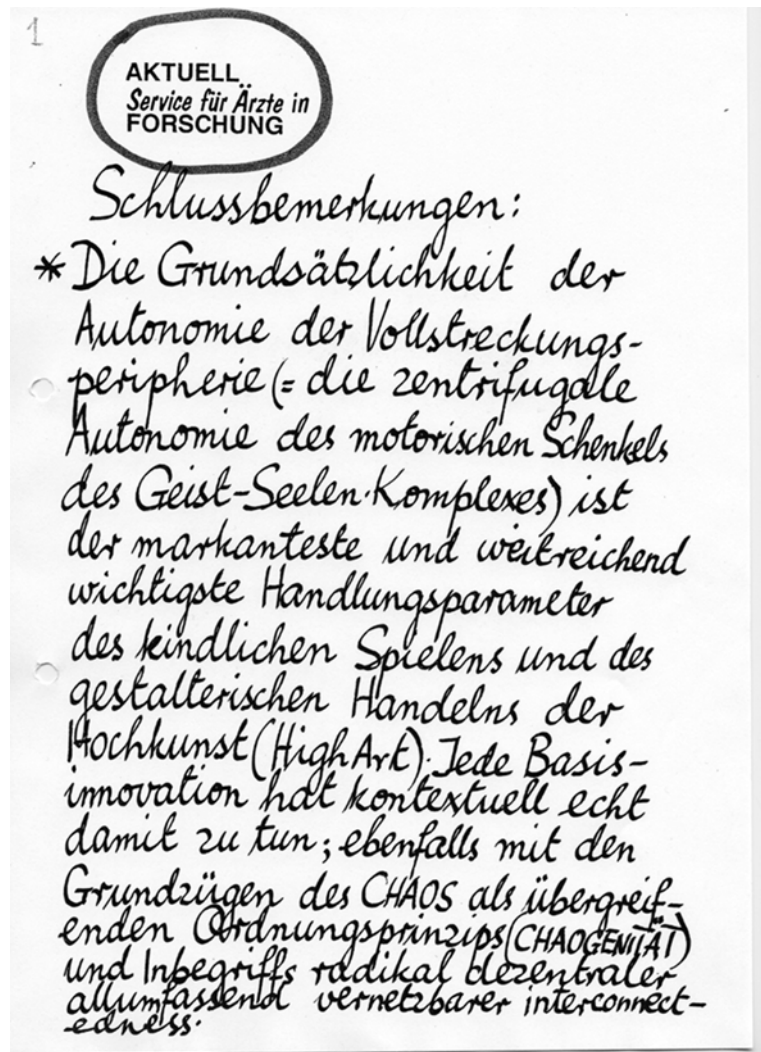 1
AKTUELL
Service für Ärzte in
FORSCHUNG
Schlussbemerkungen:
* Die Grundsätzlichkeit der
Autonomie der Vollstreckungs-
peripherie (= die zentrifugale
Autonomie des motorischen Schenkels
des Geist-Seelen-Komplexes) ist
der markanteste und weitreichend
wichtigste Handlungsparameter
des kindlichen Spielens und des
gestalterischen Handelns der
Hochkunst (High Art). Jede Basis-
innovation hat kontextuell echt
damit zu tun; ebenfalls mit den
Grundzügen des CHAOS als übergreif-
enden Ordnungsprinzips (CHAOGENITÄT)
und Inbegriffs radikal dezentraler
allumfassend vernetzbarer interconnect-
edness.